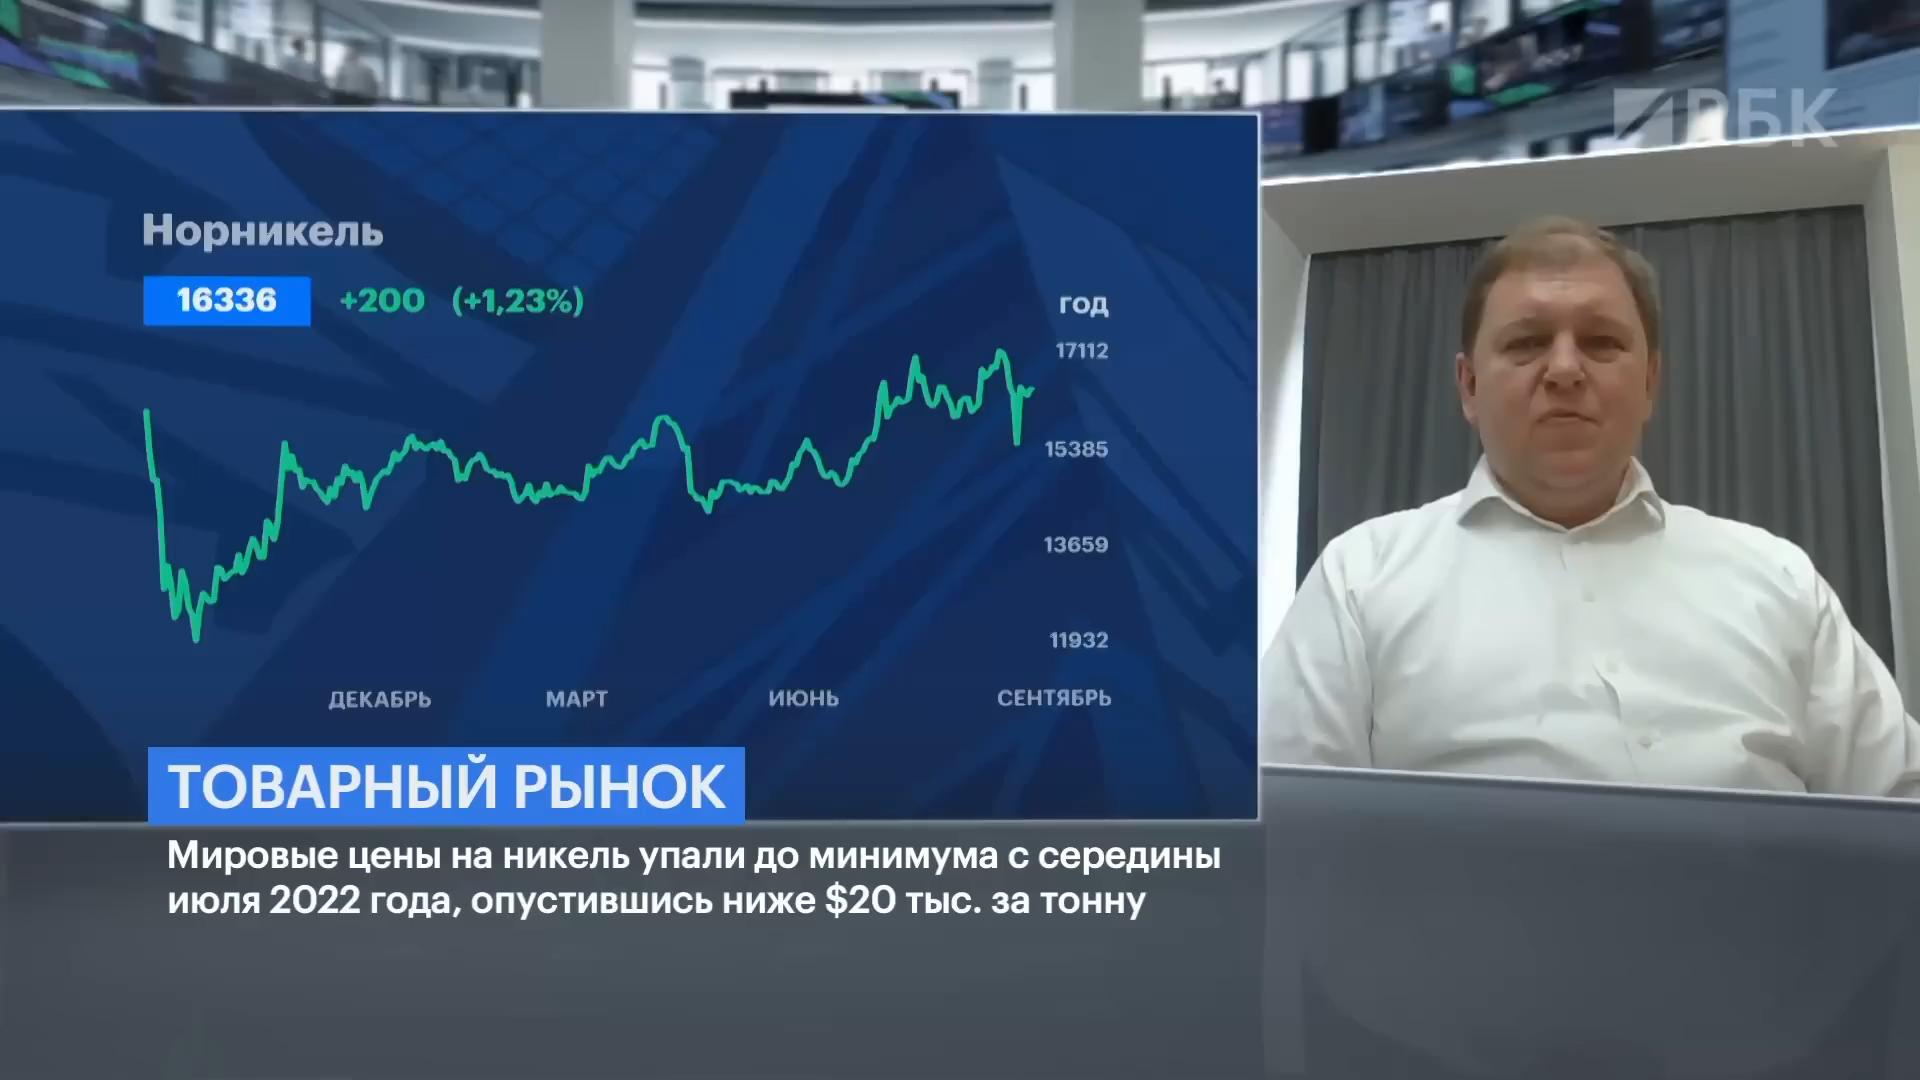 РБК
Норникель
16336 +200 (+1,23%)
ГОД
17112
15385
13659
11932
ДЕКАБРЬ МАРТ ИЮНЬ СЕНТЯБРЬ
ТОВАРНЫЙ РЫНОК
Мировые цены на никель упали до минимума с середины
июля 2022 года, опустившись ниже $20 тыс. за тонну